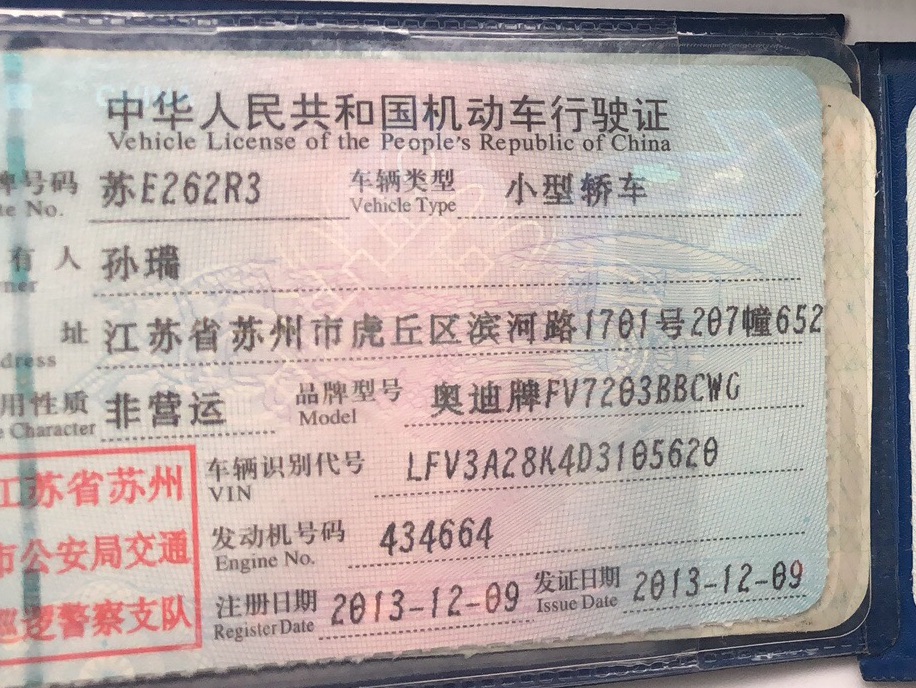 中华人民共和国机动车行驶证
Vehicle License of the People's Republic of China
号码 苏E262R3 车辆类型 小型轿车
No. Vehicle Type
有人 孙瑞
址 江苏省苏州市虎丘区滨河路1701号207幢652
用性质 非营运 品牌型号 奥迪牌FV7203BBCWG
Character Model
车辆识别代号 LFV3A28K4D3105620
VIN
发动机号码 434664
Engine No.
注册日期 2013-12-09 发证日期 2013-12-09
Register Date Issue Date
江苏省苏州
市公安局交通
巡逻警察支队